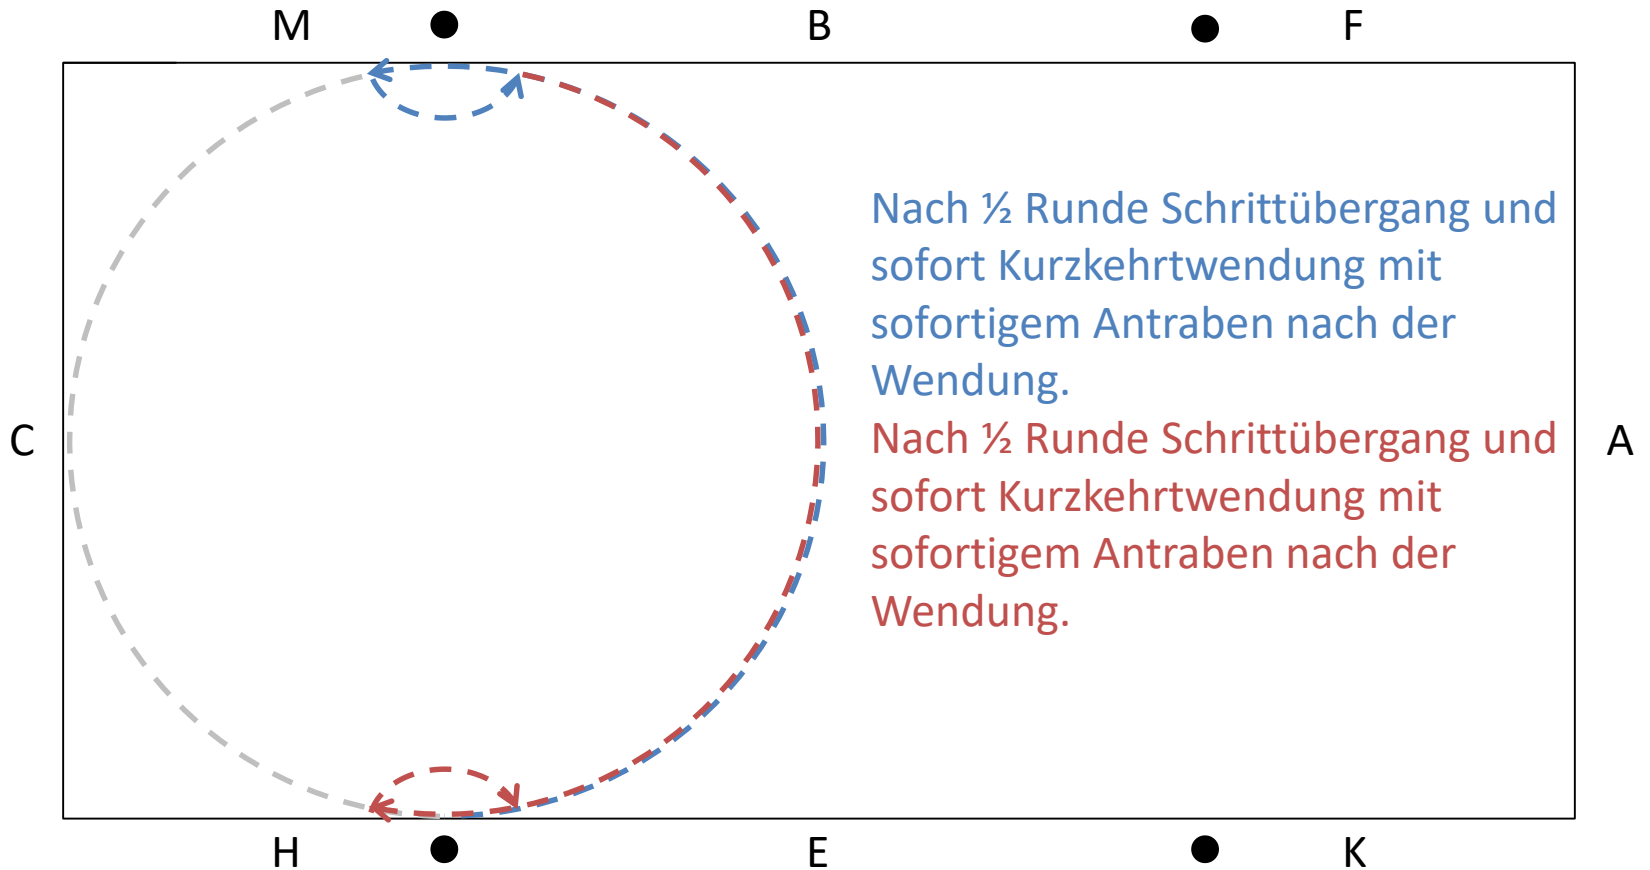 M B F
Nach ½ Runde Schrittübergang und
sofort Kurzkehrtwendung mit
sofortigem Antraben nach der
Wendung.
C
Nach ½ Runde Schrittübergang und
A
sofort Kurzkehrtwendung mit
sofortigem Antraben nach der
Wendung.
H E K